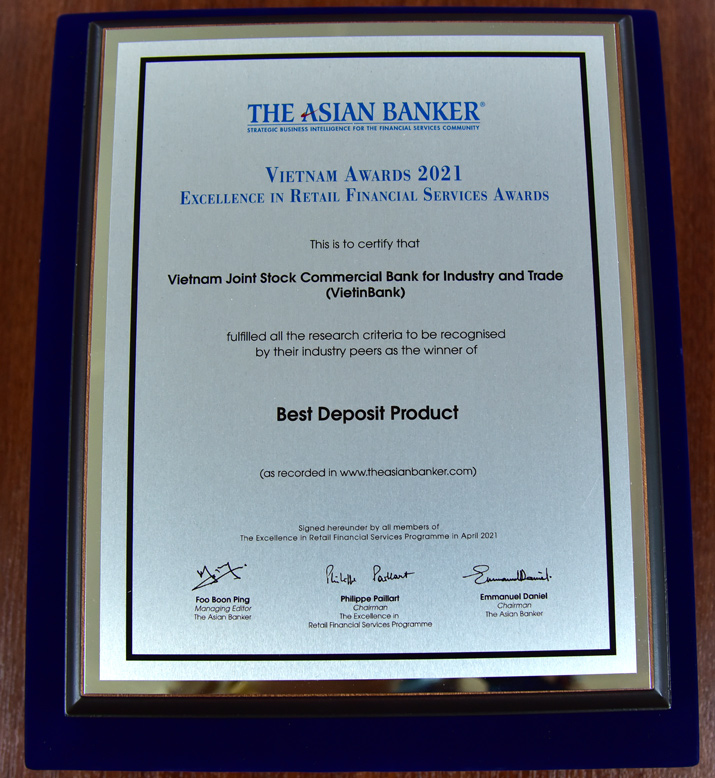 THE ASIAN BANKER®
STRATEGIC BUSINESS INTELLIGENCE FOR THE FINANCIAL SERVICES COMMUNITY
VIETNAM AWARDS 2021
EXCELLENCE IN RETAIL FINANCIAL SERVICES AWARDS
This is to certify that
Vietnam Joint Stock Commercial Bank for Industry and Trade
(VietinBank)
fulfilled all the research criteria to be recognised
by their industry peers as the winner of
Best Deposit Product
(as recorded in www.theasianbanker.com)
Signed hereunder by all members of
The Excellence in Retail Financial Services Programme in April 2021
Philippe Paillart EmmanuelDaniel.
Foo Boon Ping Philippe Paillart Emmanuel Daniel
Managing Editor Chairman Chairman
The Asian Banker The Excellence in The Asian Banker
Retail Financial Services Programme